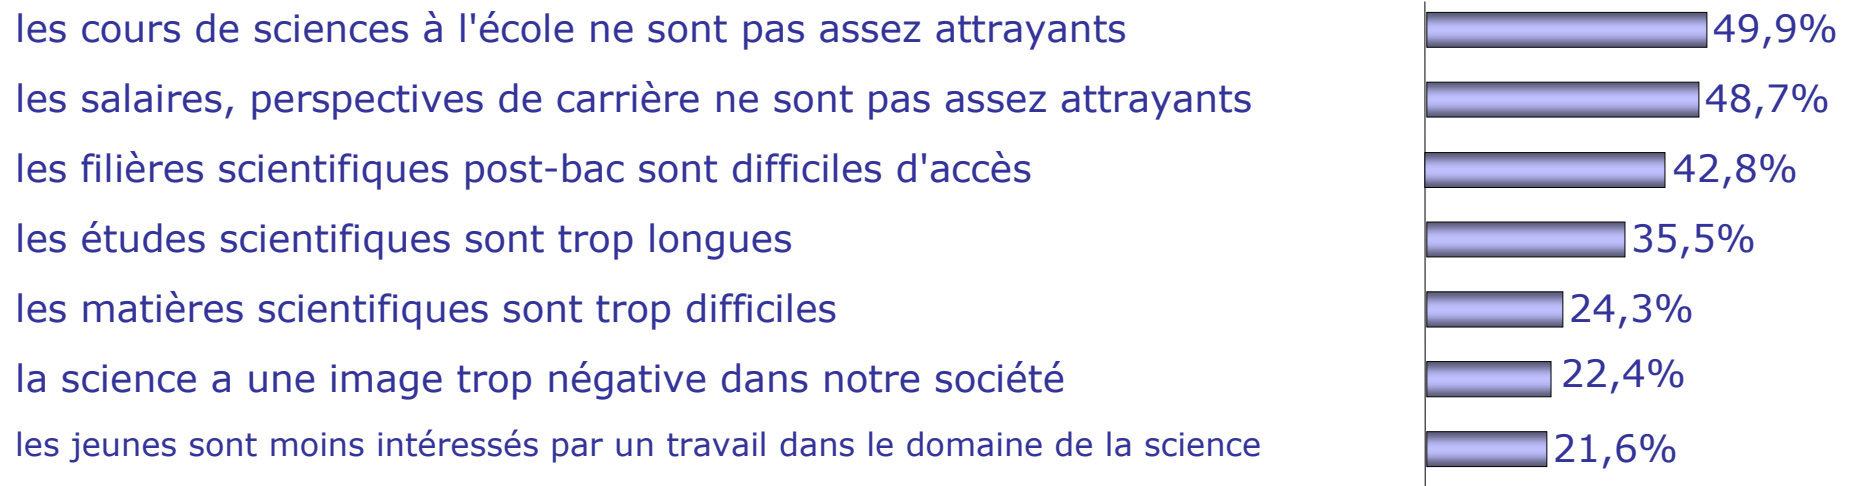 les cours de sciences à l'école ne sont pas assez attrayants 49,9%
les salaires, perspectives de carrière ne sont pas assez attrayants 48,7%
les filières scientifiques post-bac sont difficiles d'accès 42,8%
les études scientifiques sont trop longues 35,5%
les matières scientifiques sont trop difficiles 24,3%
la science a une image trop négative dans notre société 22,4%
les jeunes sont moins intéressés par un travail dans le domaine de la science 21,6%